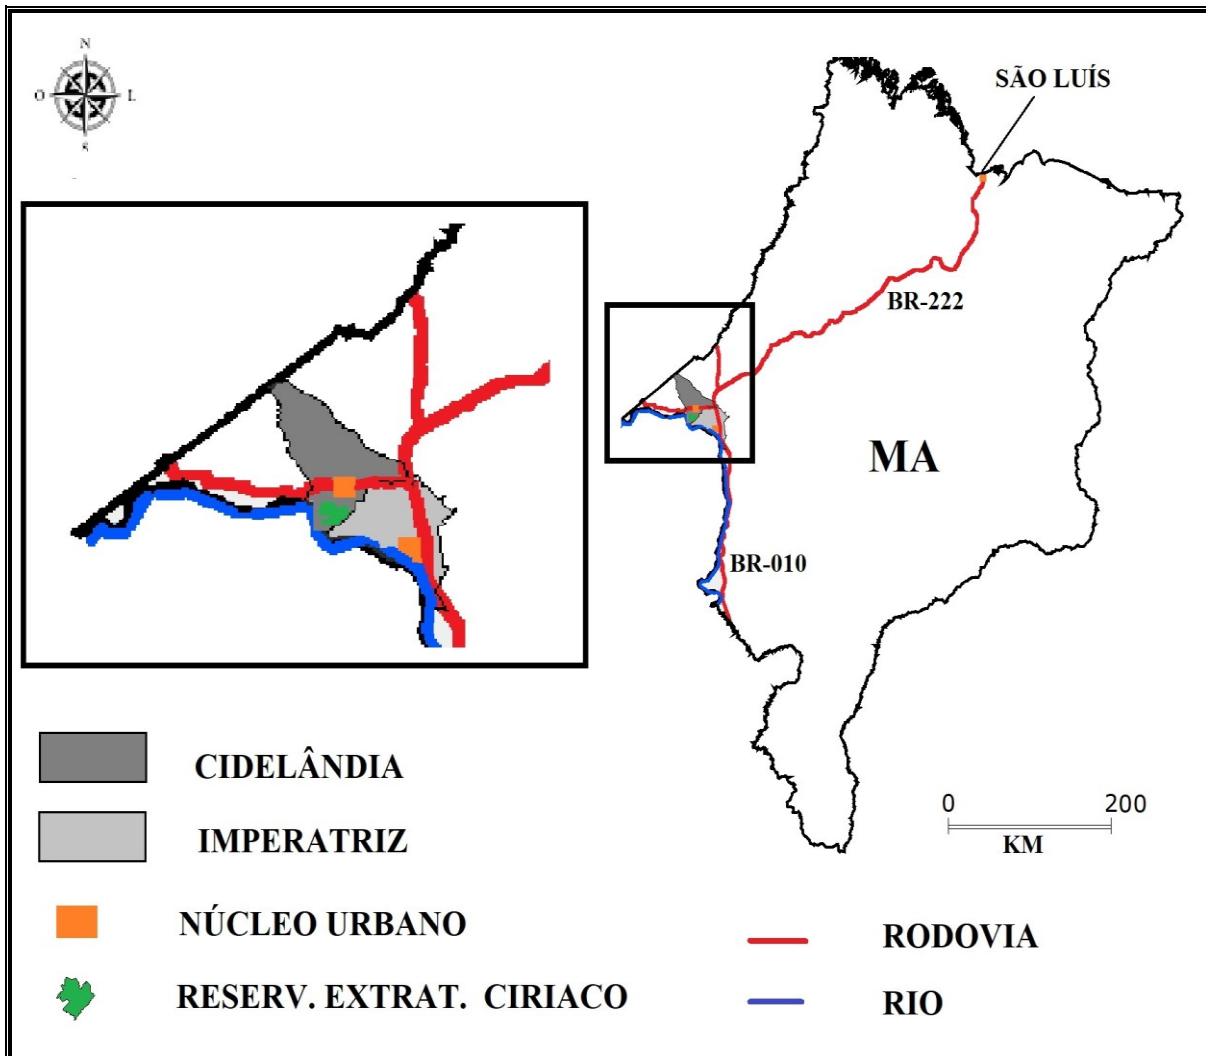 N
O L
S
SÃO LUÍS
BR-222
MA
BR-010
0 200
KM
CIDELÂNDIA
IMPERATRIZ
NÚCLEO URBANO
RESERV. EXTRAT. CIRIACO
RODOVIA
RIO